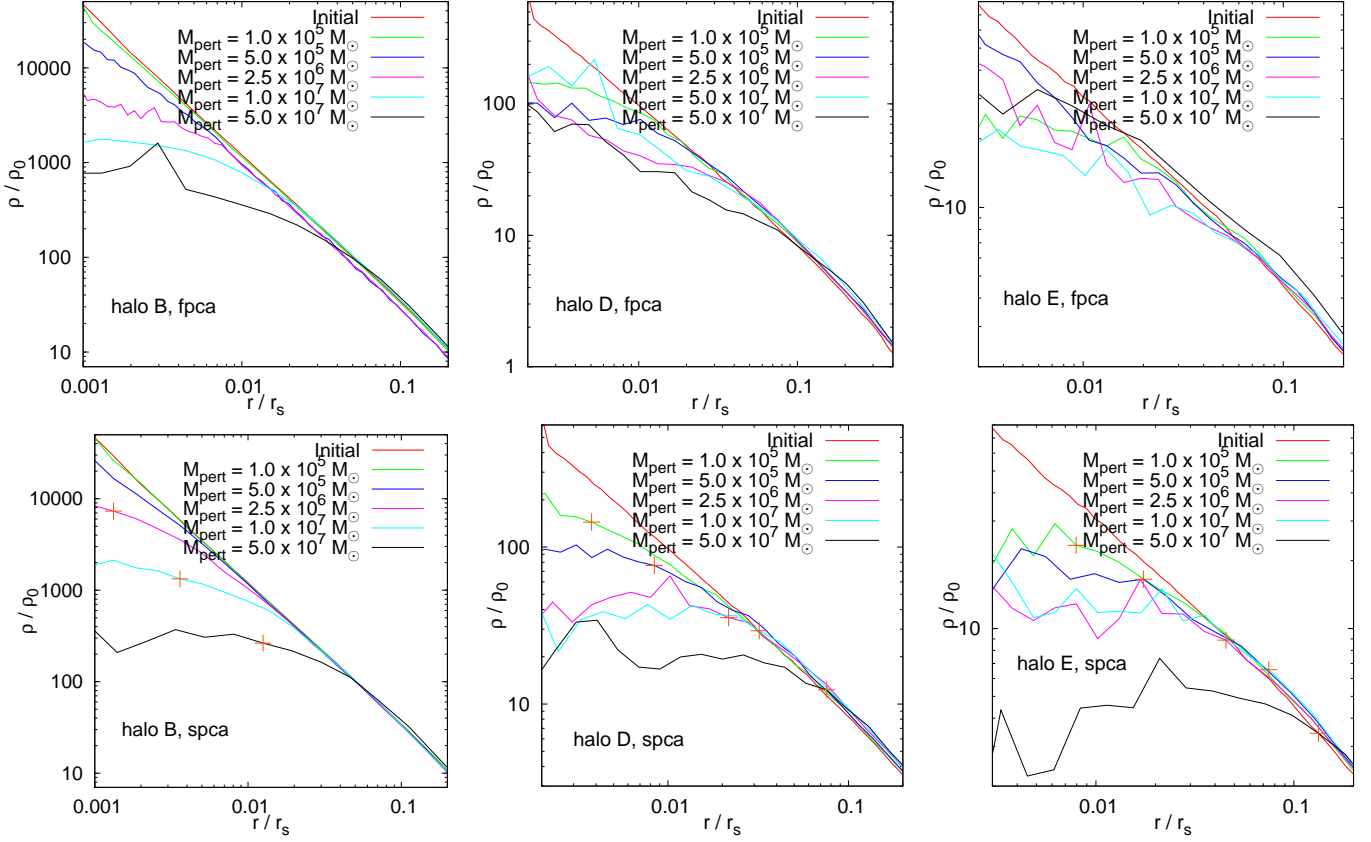 Initial
M_pert = 1.0 x 10^5 M_⊙
M_pert = 5.0 x 10^5 M_⊙
M_pert = 2.5 x 10^6 M_⊙
M_pert = 1.0 x 10^7 M_⊙
M_pert = 5.0 x 10^7 M_⊙
10000
1000
100
10
ρ / ρ_0
halo B, fpca
0.001
0.01
0.1
r / r_s
Initial
M_pert = 1.0 x 10^5 M_⊙
M_pert = 5.0 x 10^5 M_⊙
M_pert = 2.5 x 10^6 M_⊙
M_pert = 1.0 x 10^7 M_⊙
M_pert = 5.0 x 10^7 M_⊙
100
10
1
ρ / ρ_0
halo D, fpca
0.01
0.1
r / r_s
Initial
M_pert = 1.0 x 10^5 M_⊙
M_pert = 5.0 x 10^5 M_⊙
M_pert = 2.5 x 10^6 M_⊙
M_pert = 1.0 x 10^7 M_⊙
M_pert = 5.0 x 10^7 M_⊙
10
ρ / ρ_0
halo E, fpca
0.01
0.1
r / r_s
Initial
M_pert = 1.0 x 10^5 M_⊙
M_pert = 5.0 x 10^5 M_⊙
M_pert = 2.5 x 10^6 M_⊙
M_pert = 1.0 x 10^7 M_⊙
M_pert = 5.0 x 10^7 M_⊙
10000
1000
100
10
ρ / ρ_0
halo B, spca
0.001
0.01
0.1
r / r_s
Initial
M_pert = 1.0 x 10^5 M_⊙
M_pert = 5.0 x 10^5 M_⊙
M_pert = 2.5 x 10^6 M_⊙
M_pert = 1.0 x 10^7 M_⊙
M_pert = 5.0 x 10^7 M_⊙
100
10
ρ / ρ_0
halo D, spca
0.01
0.1
r / r_s
Initial
M_pert = 1.0 x 10^5 M_⊙
M_pert = 5.0 x 10^5 M_⊙
M_pert = 2.5 x 10^6 M_⊙
M_pert = 1.0 x 10^7 M_⊙
M_pert = 5.0 x 10^7 M_⊙
10
ρ / ρ_0
halo E, spca
0.01
0.1
r / r_s